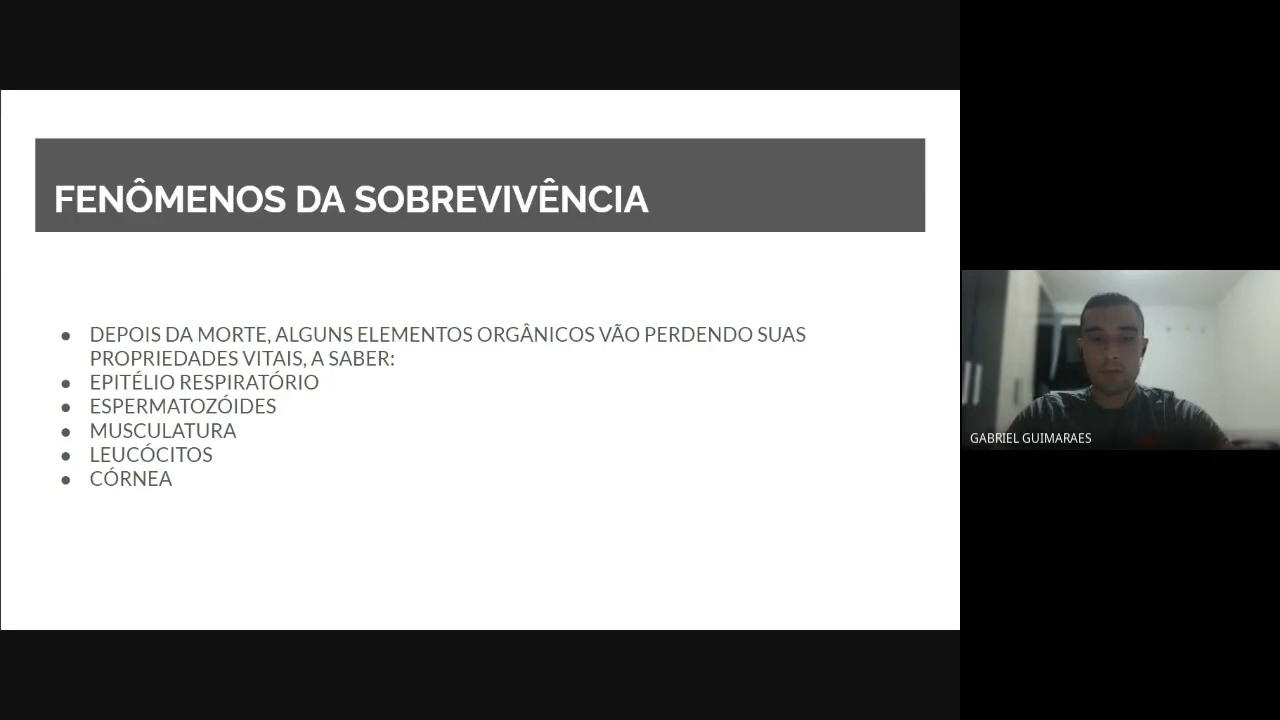 FENÔMENOS DA SOBREVIVÊNCIA
● DEPOIS DA MORTE, ALGUNS ELEMENTOS ORGÂNICOS VÃO PERDENDO SUAS
PROPRIEDADES VITAIS, A SABER:
● EPITÉLIO RESPIRATÓRIO
● ESPERMATOZÓIDES
● MUSCULATURA
● LEUCÓCITOS
● CÓRNEA
GABRIEL GUIMARAES